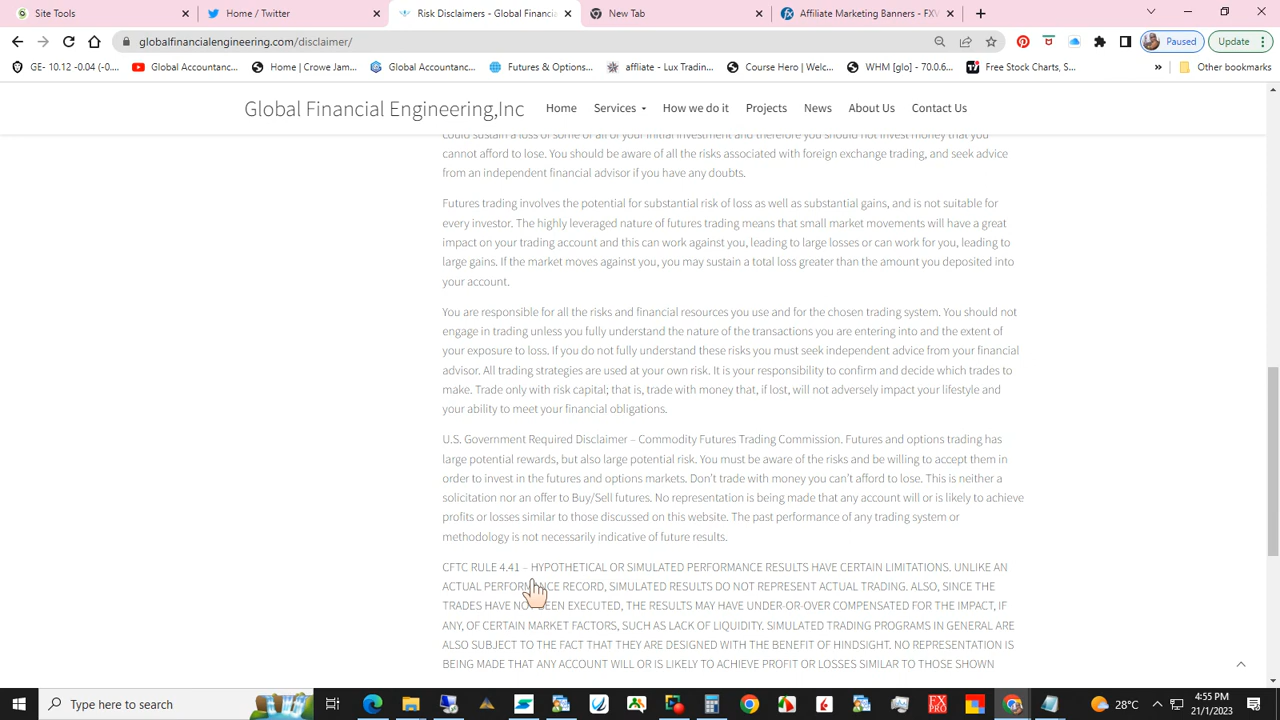 Site Tools
Home / Twitter
Risk Disclaimers - Global Financia
New Tab
Affiliate Marketing Banners - FXV
globalfinancialengineering.com/disclaimer/
Paused
Update
GE- 10.12 -0.04 (-0....
Global Accountanc...
Home | Crowe Jam...
Global Accountanc...
Futures & Options...
affliate - Lux Tradin...
Course Hero | Welc...
WHM [glo] - 70.0.6...
Free Stock Charts, S...
»
Other bookmarks
Global Financial Engineering,Inc
Home
Services
How we do it
Projects
News
About Us
Contact Us
could sustain a loss of some or all of your initial investment and therefore you should not invest money that you
cannot afford to lose. You should be aware of all the risks associated with foreign exchange trading, and seek advice
from an independent financial advisor if you have any doubts.
Futures trading involves the potential for substantial risk of loss as well as substantial gains, and is not suitable for
every investor. The highly leveraged nature of futures trading means that small market movements will have a great
impact on your trading account and this can work against you, leading to large losses or can work for you, leading to
large gains. If the market moves against you, you may sustain a total loss greater than the amount you deposited into
your account.
You are responsible for all the risks and financial resources you use and for the chosen trading system. You should not
engage in trading unless you fully understand the nature of the transactions you are entering into and the extent of
your exposure to loss. If you do not fully understand these risks you must seek independent advice from your financial
advisor. All trading strategies are used at your own risk. It is your responsibility to confirm and decide which trades to
make. Trade only with risk capital; that is, trade with money that, if lost, will not adversely impact your lifestyle and
your ability to meet your financial obligations.
U.S. Government Required Disclaimer – Commodity Futures Trading Commission. Futures and options trading has
large potential rewards, but also large potential risk. You must be aware of the risks and be willing to accept them in
order to invest in the futures and options markets. Don't trade with money you can't afford to lose. This is neither a
solicitation nor an offer to Buy/Sell futures. No representation is being made that any account will or is likely to achieve
profits or losses similar to those discussed on this website. The past performance of any trading system or
methodology is not necessarily indicative of future results.
CFTC RULE 4.41 – HYPOTHETICAL OR SIMULATED PERFORMANCE RESULTS HAVE CERTAIN LIMITATIONS. UNLIKE AN
ACTUAL PERFORMANCE RECORD, SIMULATED RESULTS DO NOT REPRESENT ACTUAL TRADING. ALSO, SINCE THE
TRADES HAVE NOT BEEN EXECUTED, THE RESULTS MAY HAVE UNDER-OR-OVER COMPENSATED FOR THE IMPACT, IF
ANY, OF CERTAIN MARKET FACTORS, SUCH AS LACK OF LIQUIDITY. SIMULATED TRADING PROGRAMS IN GENERAL ARE
ALSO SUBJECT TO THE FACT THAT THEY ARE DESIGNED WITH THE BENEFIT OF HINDSIGHT. NO REPRESENTATION IS
BEING MADE THAT ANY ACCOUNT WILL OR IS LIKELY TO ACHIEVE PROFIT OR LOSSES SIMILAR TO THOSE SHOWN
Type here to search
28°C
4:55 PM
21/1/2023